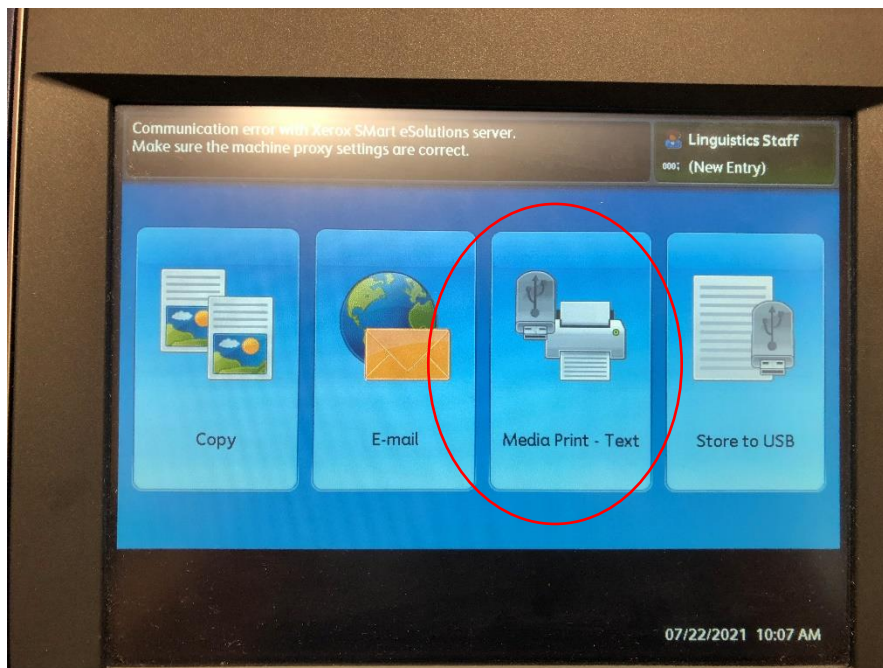 Communication error with Xerox SMart eSolutions server.
Make sure the machine proxy settings are correct.
Linguistics Staff
(New Entry)
Copy
E-mail
Media Print - Text
Store to USB
07/22/2021 10:07 AM